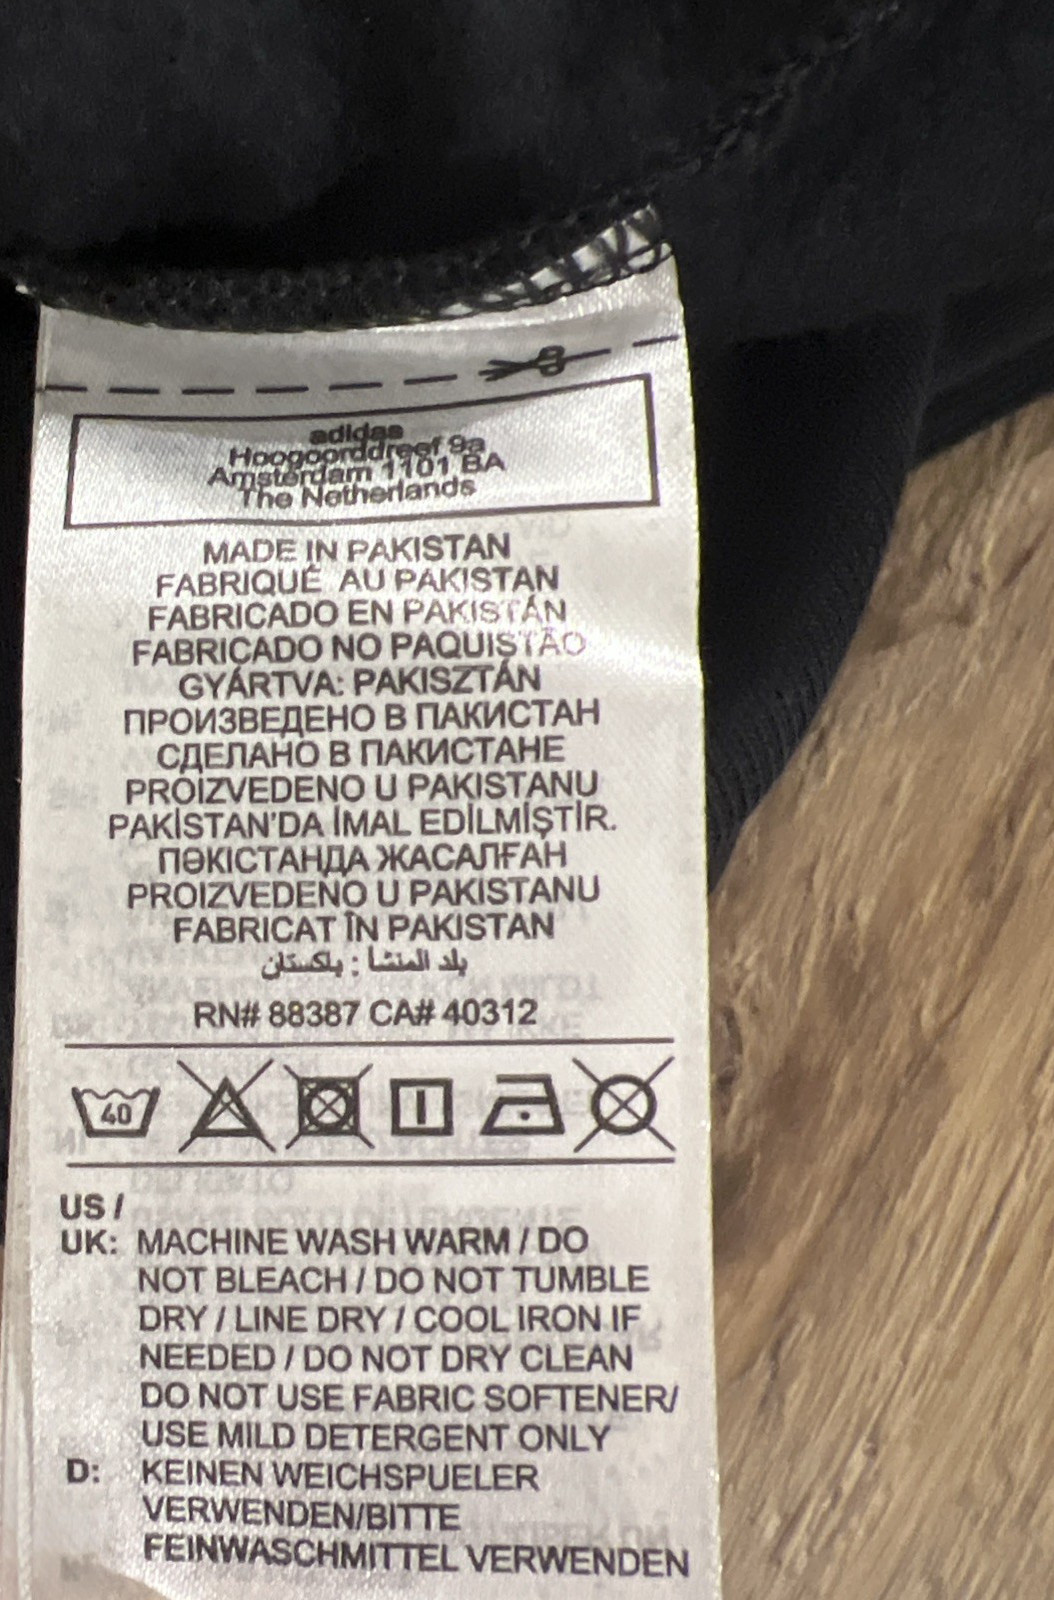 adidas
Hoogoorddreef 9a
Amsterdam 1101 BA
The Netherlands
MADE IN PAKISTAN
FABRIQUÉ AU PAKISTAN
FABRICADO EN PAKISTÁN
FABRICADO NO PAQUISTÃO
GYÁRTVA: PAKISZTÁN
ПРОИЗВЕДЕНО В ПАКИСТАН
СДЕЛАНО В ПАКИСТАНЕ
PROIZVEDENO U PAKISTANU
PAKİSTAN'DA İMAL EDİLMİŞTİR.
ПӘКІСТАНДА ЖАСАЛҒАН
PROIZVEDENO U PAKISTANU
FABRICAT ÎN PAKISTAN
بلد المنشأ : باكستان
RN# 88387 CA# 40312
40
US /
UK: MACHINE WASH WARM / DO
NOT BLEACH / DO NOT TUMBLE
DRY / LINE DRY / COOL IRON IF
NEEDED / DO NOT DRY CLEAN
DO NOT USE FABRIC SOFTENER/
USE MILD DETERGENT ONLY
D: KEINEN WEICHSPUELER
VERWENDEN/BITTE
FEINWASCHMITTEL VERWENDEN